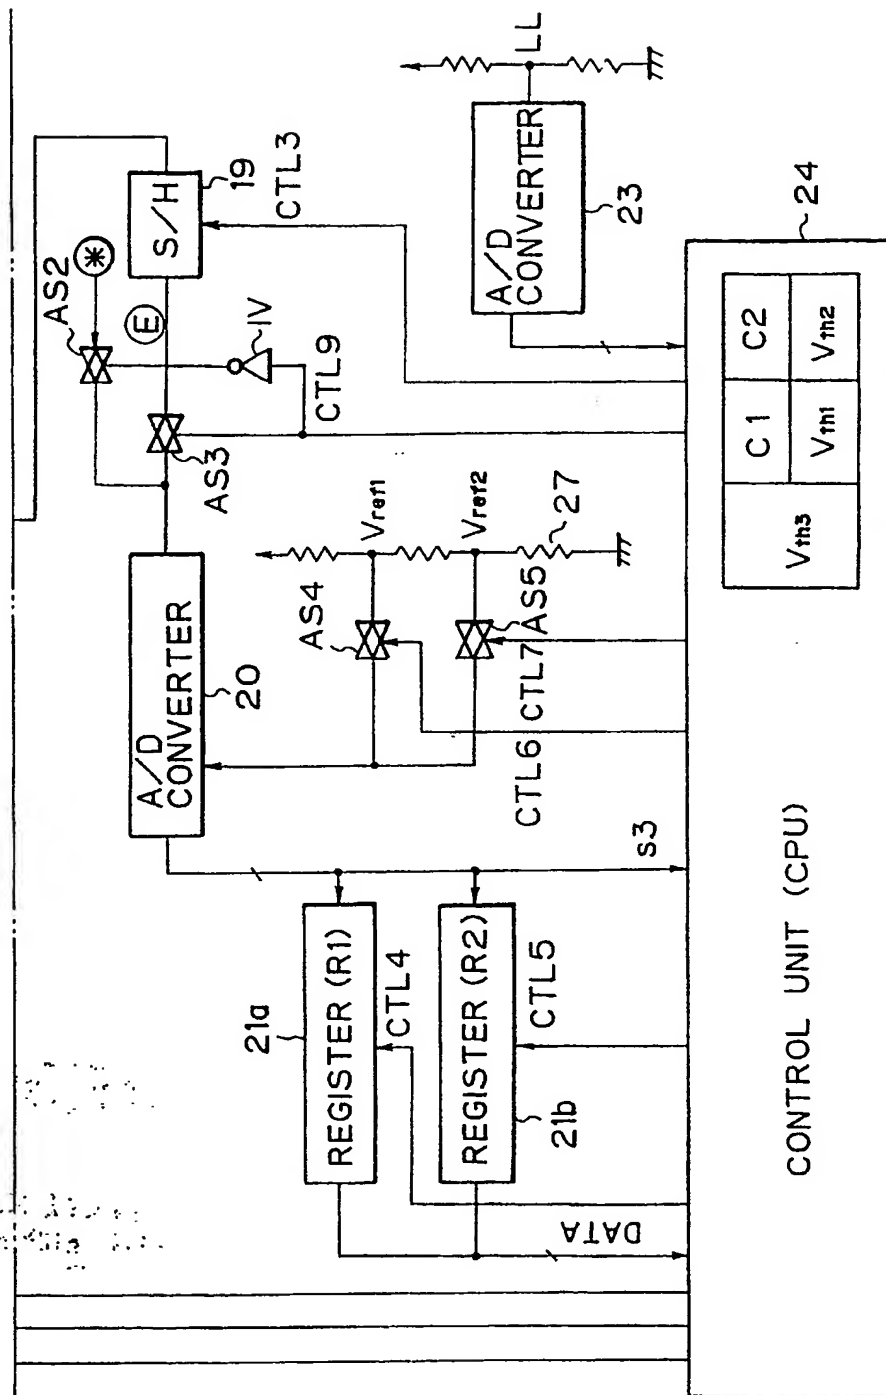 AS2
*
A/D
CONVERTER
E
S/H
AS3
20
19
IV
21a
CTL3
AS4
CTL9
REGISTER (R1)
Vref1
CTL4
REGISTER (R2)
Vref2
CTL6
CTL7
AS5
A/D
CONVERTER
LL
CTL5
21b
27
23
DATA
s3
C1
C2
Vth3
Vth1
Vth2
24
CONTROL UNIT (CPU)